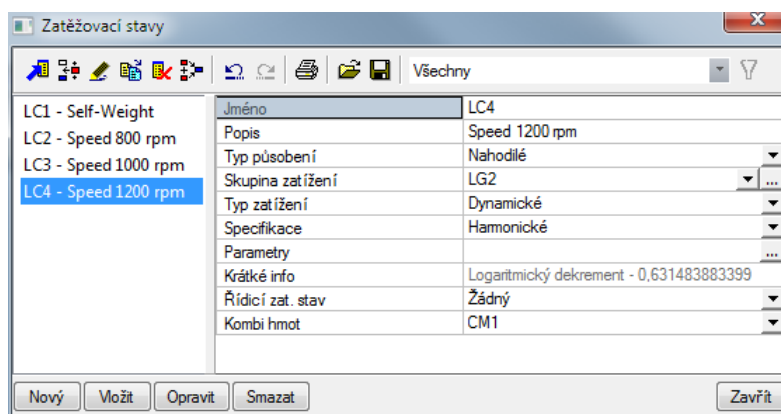 Zatěžovací stavy
Všechny
LC1 - Self-Weight
LC2 - Speed 800 rpm
LC3 - Speed 1000 rpm
LC4 - Speed 1200 rpm
Jméno LC4
Popis Speed 1200 rpm
Typ působení Nahodilé
Skupina zatížení LG2 ...
Typ zatížení Dynamické
Specifikace Harmonické
Parametry ...
Krátké info Logaritmický dekrement - 0,631483883399
Řídicí zat. stav Žádný
Kombi hmot CM1
Nový Vložit Opravit Smazat Zavřít